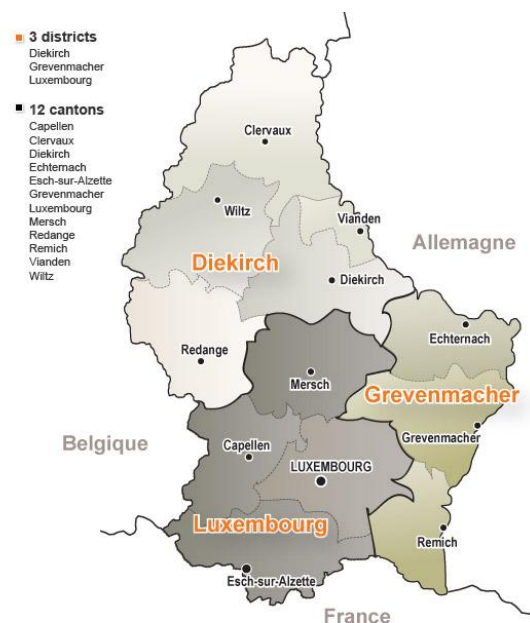 3 districts
Diekirch
Grevenmacher
Luxembourg
12 cantons
Capellen
Clervaux
Diekirch
Echternach
Esch-sur-Alzette
Grevenmacher
Luxembourg
Mersch
Redange
Remich
Vianden
Wiltz
Clervaux
Wiltz
Vianden
Allemagne
Diekirch
Diekirch
Echternach
Redange
Mersch
Grevenmacher
Grevenmacher
Belgique
Capellen
LUXEMBOURG
Luxembourg
Remich
Esch-sur-Alzette
France